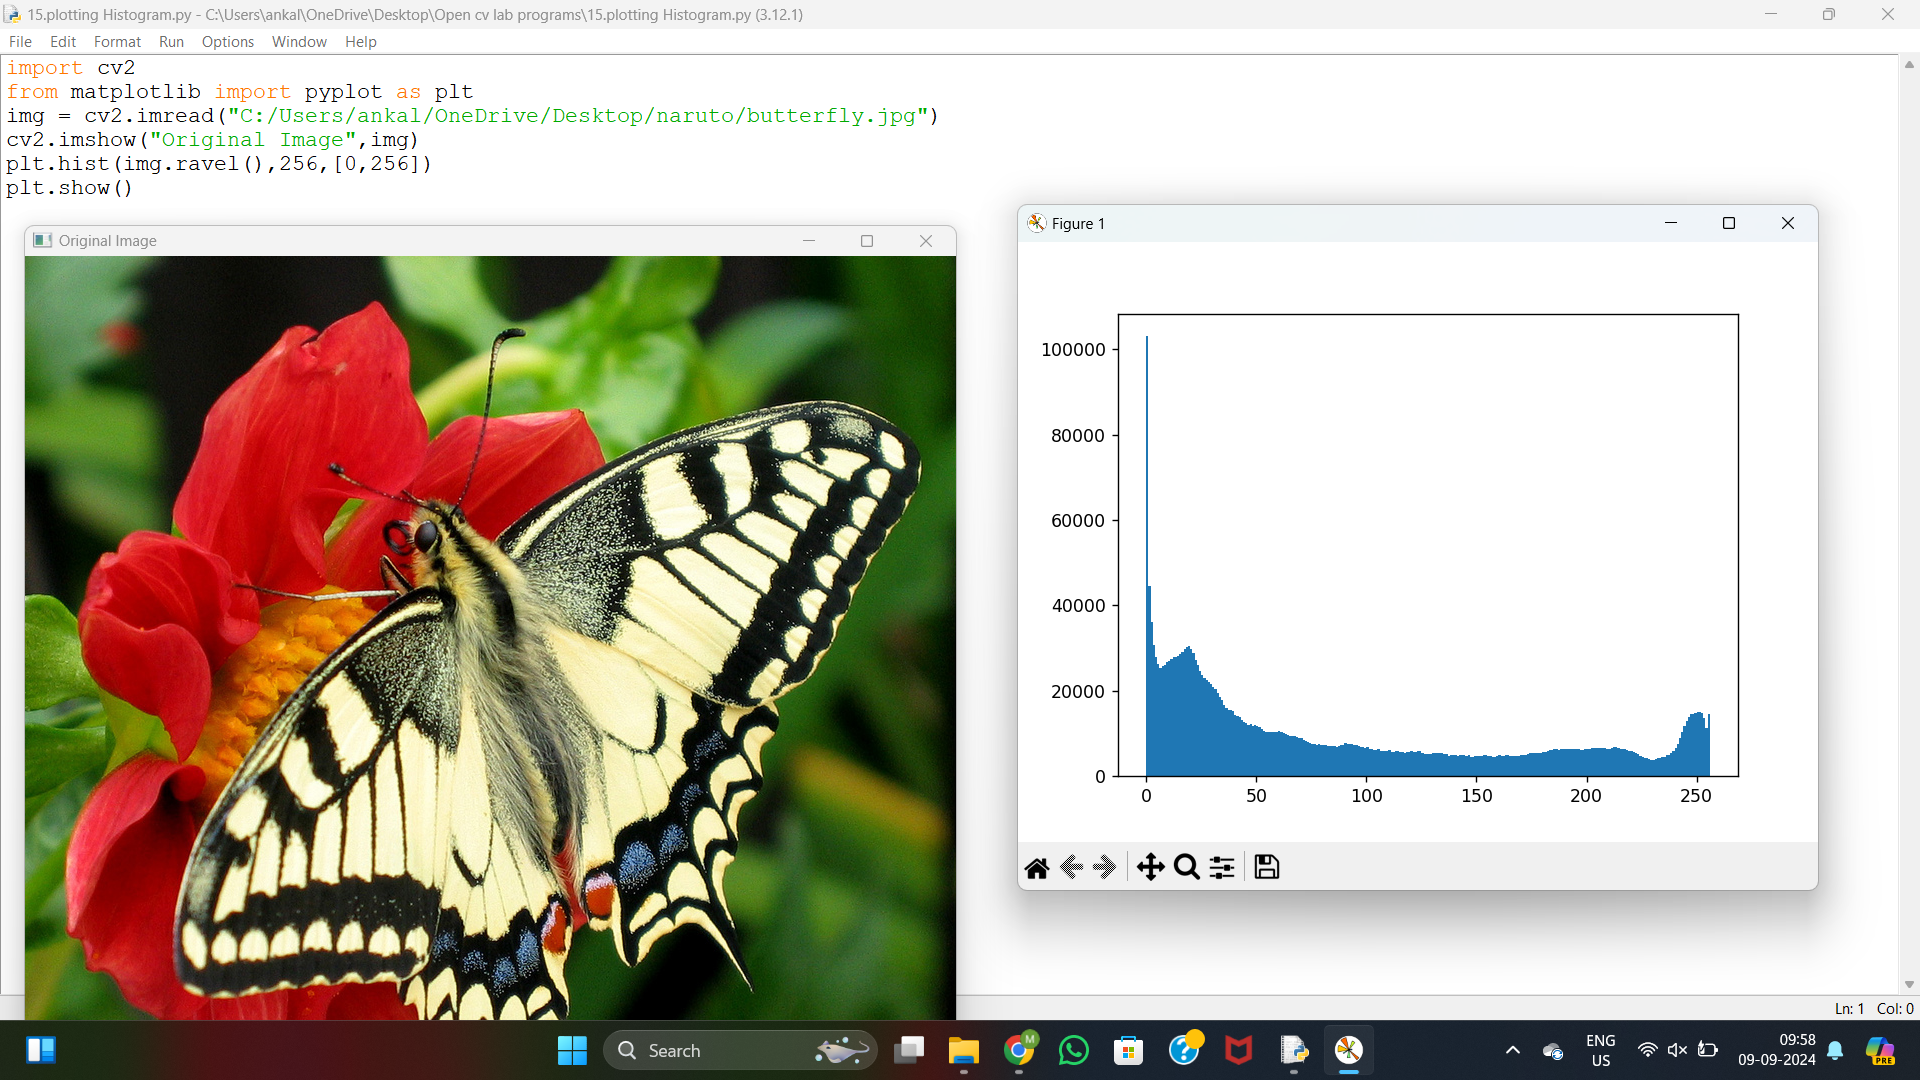 15.plotting Histogram.py - C:\Users\ankal\OneDrive\Desktop\Open cv lab programs\15.plotting Histogram.py (3.12.1)
File Edit Format Run Options Window Help
import cv2
from matplotlib import pyplot as plt
img = cv2.imread("C:/Users/ankal/OneDrive/Desktop/naruto/butterfly.jpg")
cv2.imshow("Original Image",img)
plt.hist(img.ravel(),256,[0,256])
plt.show()
Original Image
Figure 1
100000
80000
60000
40000
20000
0
0 50 100 150 200 250
Ln: 1 Col: 0
Search
M
ENG
US
09:58
09-09-2024
PRE